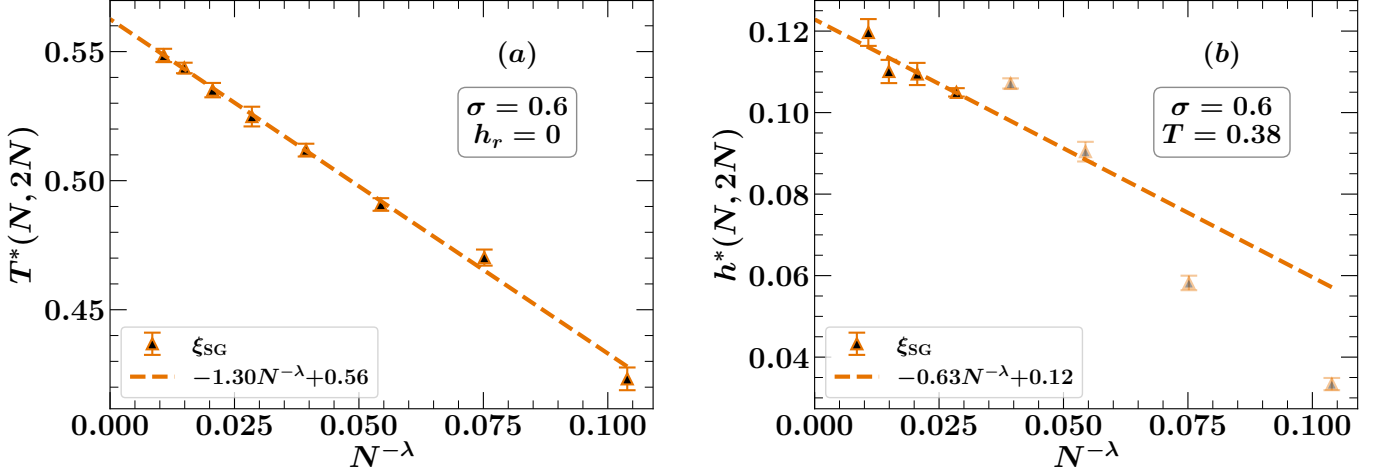 (a)
σ = 0.6
h_r = 0
T*(N, 2N)
0.55
0.50
0.45
ξ_SG
−1.30N^{−λ}+0.56
0.000 0.025 0.050 0.075 0.100
N^{−λ}
(b)
σ = 0.6
T = 0.38
h*(N, 2N)
0.12
0.10
0.08
0.06
0.04
ξ_SG
−0.63N^{−λ}+0.12
0.000 0.025 0.050 0.075 0.100
N^{−λ}